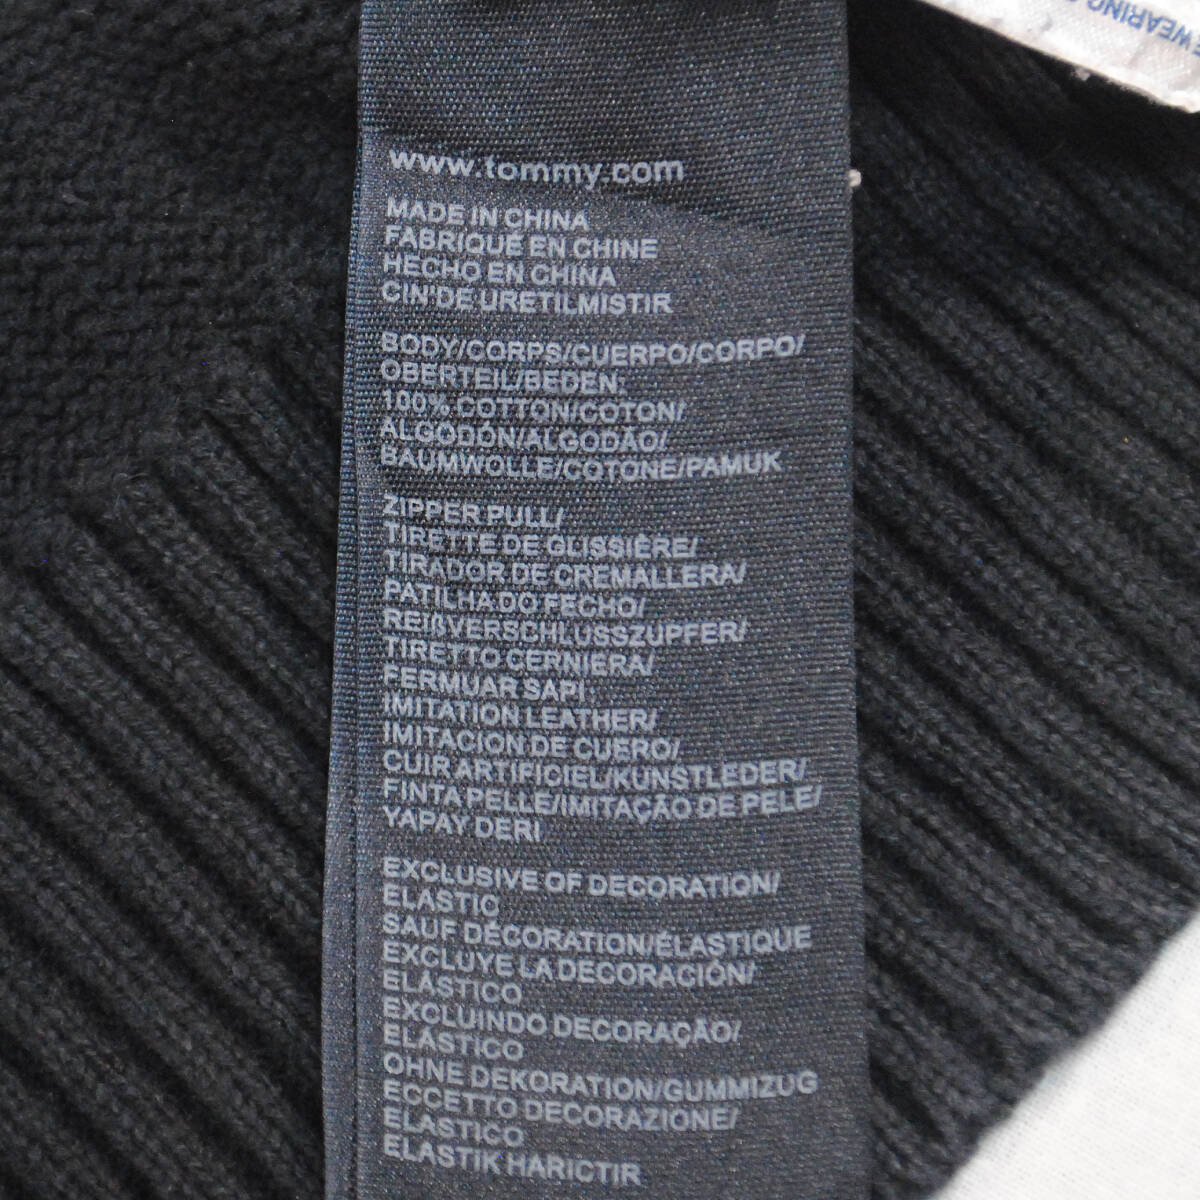 WEARING
www.tommy.com
MADE IN CHINA
FABRIQUÉ EN CHINE
HECHO EN CHINA
CIN'DE URETILMISTIR
BODY/CORPS/CUERPO/CORPO/
OBERTEIL/BEDEN:
100% COTTON/COTON/
ALGODÓN/ALGODÃO/
BAUMWOLLE/COTONE/PAMUK
ZIPPER PULL/
TIRETTE DE GLISSIÈRE/
TIRADOR DE CREMALLERA/
PATILHA DO FECHO/
REIßVERSCHLUSSZUPFER/
TIRETTO CERNIERA/
FERMUAR SAPI:
IMITATION LEATHER/
IMITACION DE CUERO/
CUIR ARTIFICIEL/KUNSTLEDER/
FINTA PELLE/IMITAÇÃO DE PELE/
YAPAY DERI
EXCLUSIVE OF DECORATION/
ELASTIC
SAUF DÉCORATION/ÉLASTIQUE
EXCLUYE LA DECORACIÓN/
ELÁSTICO
EXCLUINDO DECORAÇÃO/
ELÁSTICO
OHNE DEKORATION/GUMMIZUG
ECCETTO DECORAZIONE/
ELASTICO
ELASTIK HARICTIR